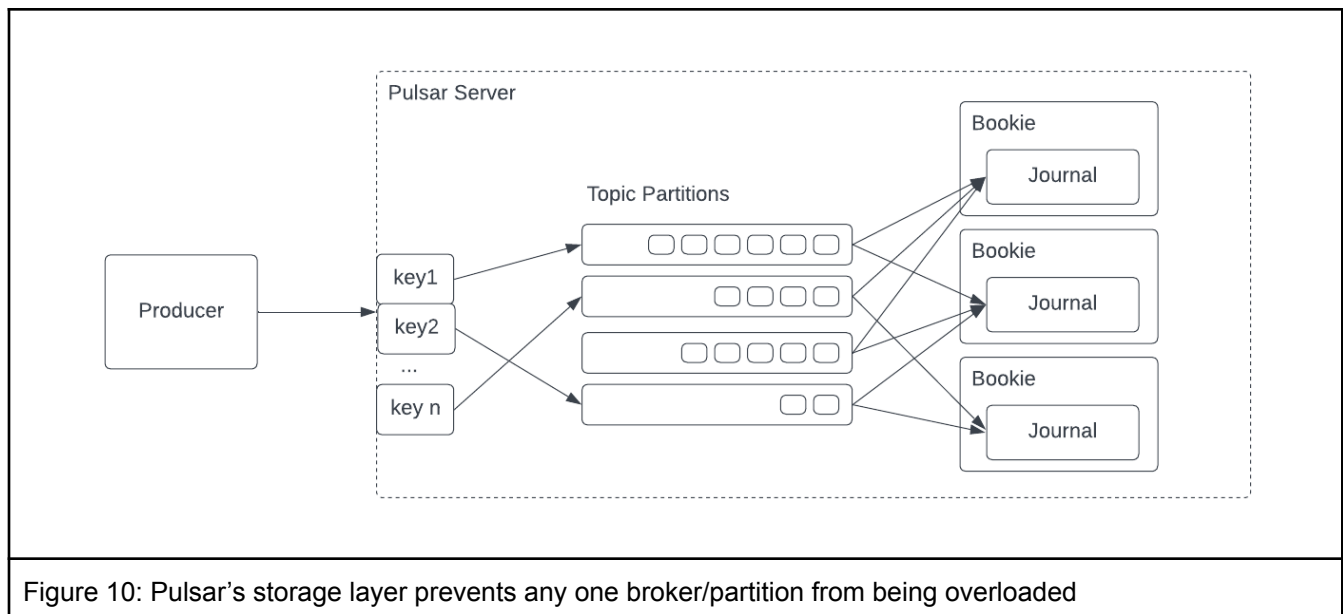 Pulsar Server
Bookie
Journal
Topic Partitions
Producer
key1
key2
...
key n
Bookie
Journal
Bookie
Journal
Figure 10: Pulsar’s storage layer prevents any one broker/partition from being overloaded